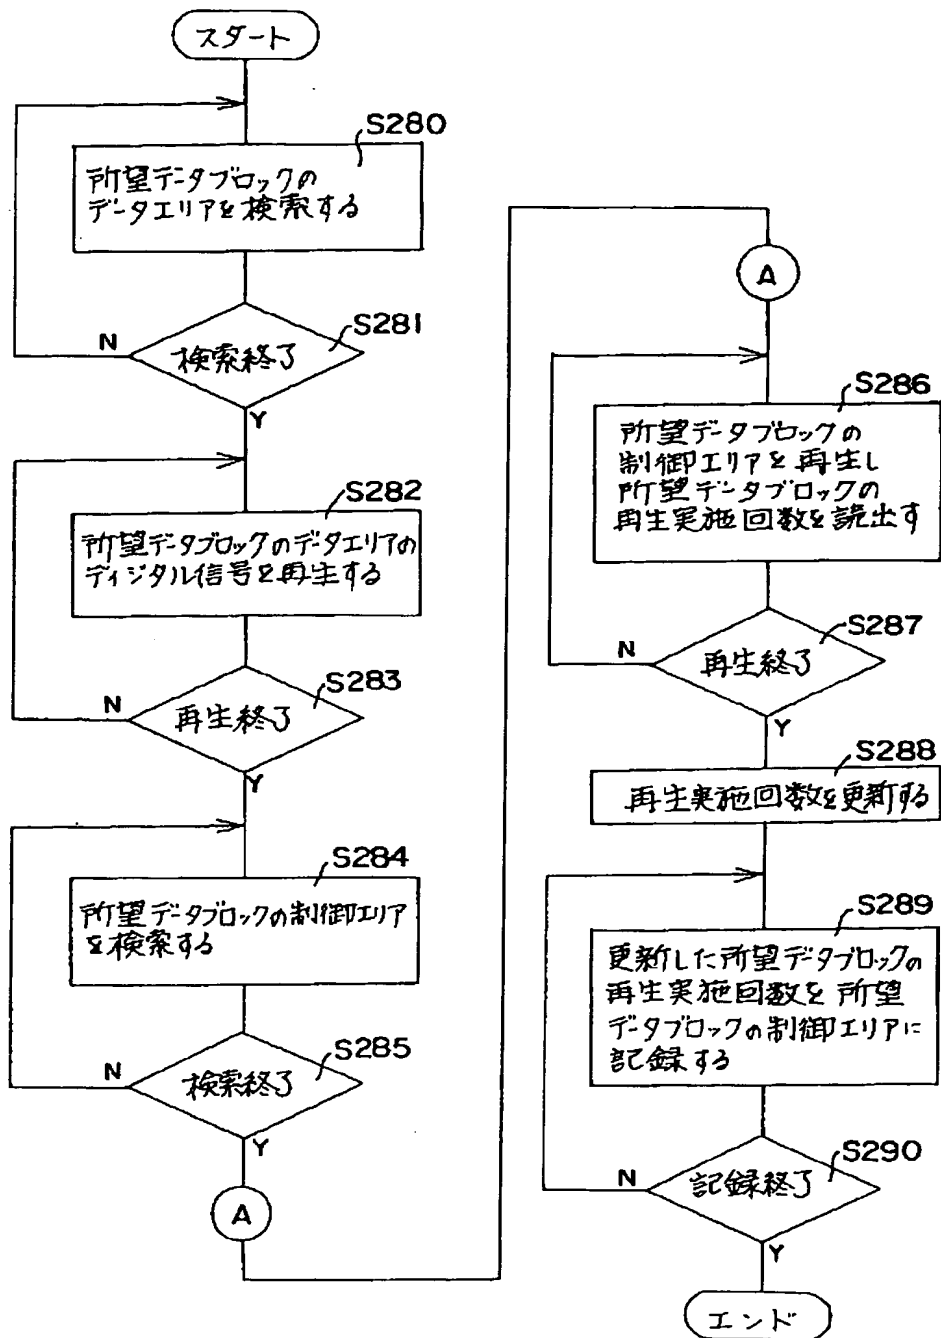 スタート
S280
所望データブロックの
データエリアを検索する
S281
検索終了
N
Y
S282
所望データブロックのデータエリアの
ディジタル信号を再生する
S283
再生終了
N
Y
S284
所望データブロックの制御エリア
を検索する
S285
検索終了
N
Y
A
A
S286
所望データブロックの
制御エリアを再生し
所望データブロックの
再生実施回数を読出す
S287
再生終了
N
Y
S288
再生実施回数を更新する
S289
更新した所望データブロックの
再生実施回数を所望
データブロックの制御エリアに
記録する
S290
記録終了
N
Y
エンド